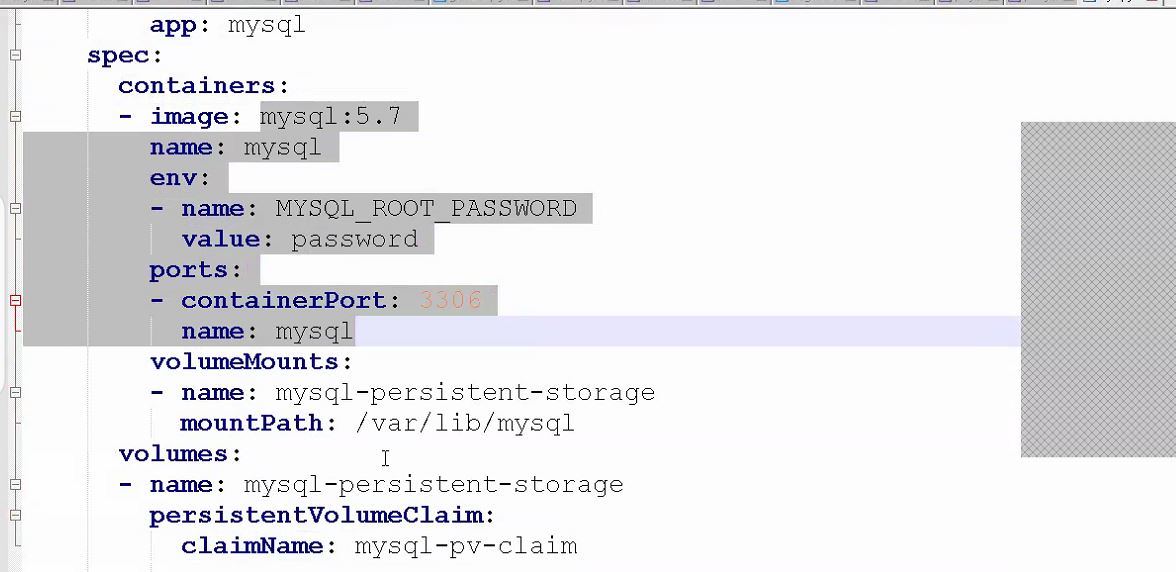 app: mysql
spec:
containers:
- image: mysql:5.7
name: mysql
env:
- name: MYSQL_ROOT_PASSWORD
value: password
ports:
- containerPort: 3306
name: mysql
volumeMounts:
- name: mysql-persistent-storage
mountPath: /var/lib/mysql
volumes:
- name: mysql-persistent-storage
persistentVolumeClaim:
claimName: mysql-pv-claim